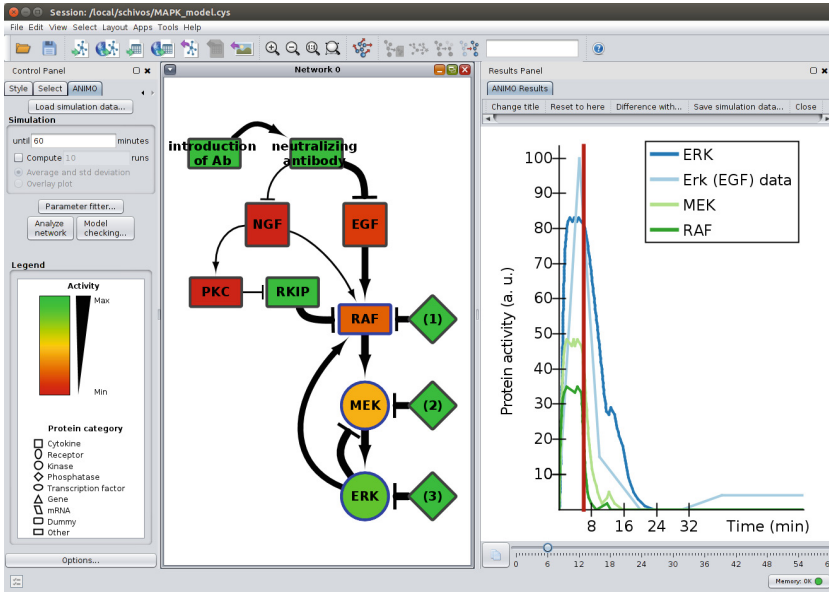 Session: /local/schivos/MAPK_model.cys
File Edit View Select Layout Apps Tools Help
Control Panel
Style Select ANIMO
Load simulation data...
Simulation
until 60 minutes
Compute 10 runs
Average and std deviation
Overlay plot
Parameter fitter...
Analyze network
Model checking...
Legend
Activity
Max
Min
Protein category
Cytokine
Receptor
Kinase
Phosphatase
Transcription factor
Gene
mRNA
Dummy
Other
Options...
Network 0
introduction of Ab
neutralizing antibody
NGF
EGF
PKC
RKIP
RAF
(1)
MEK
(2)
ERK
(3)
Results Panel
ANIMO Results
Change title Reset to here Difference with... Save simulation data... Close
ERK
Erk (EGF) data
MEK
RAF
Protein activity (a. u.)
100
90
80
70
60
50
40
30
20
10
8 16 24 32 Time (min)
0 6 12 18 24 30 36 42 48 54 6
Memory: OK